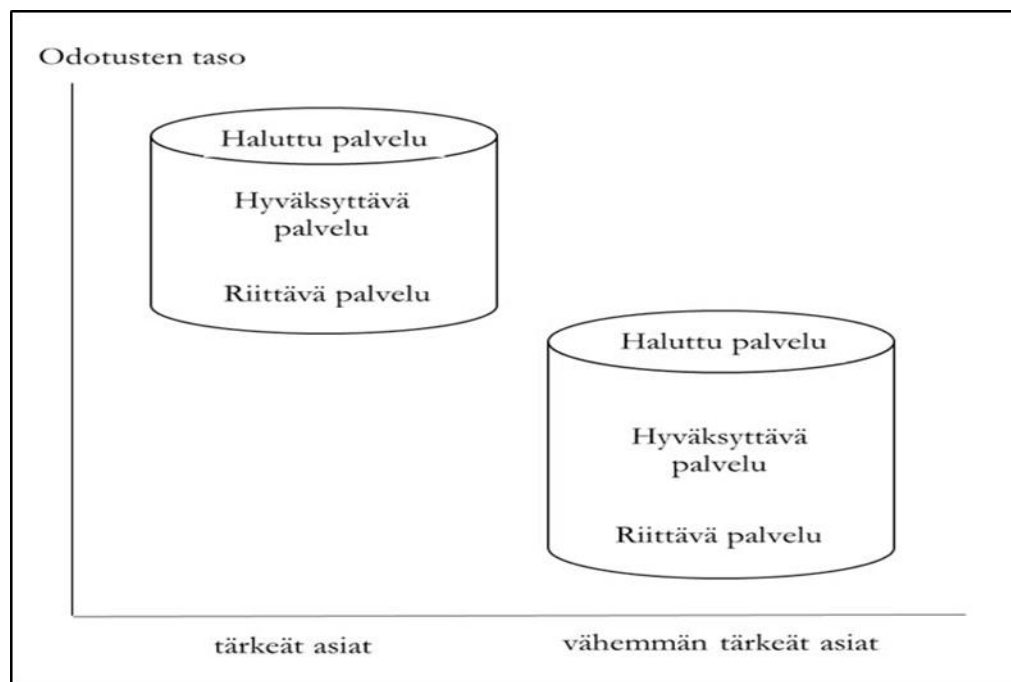 Odotusten taso
Haluttu palvelu
Hyväksyttävä
palvelu
Riittävä palvelu
Haluttu palvelu
Hyväksyttävä
palvelu
Riittävä palvelu
tärkeät asiat
vähemmän tärkeät asiat